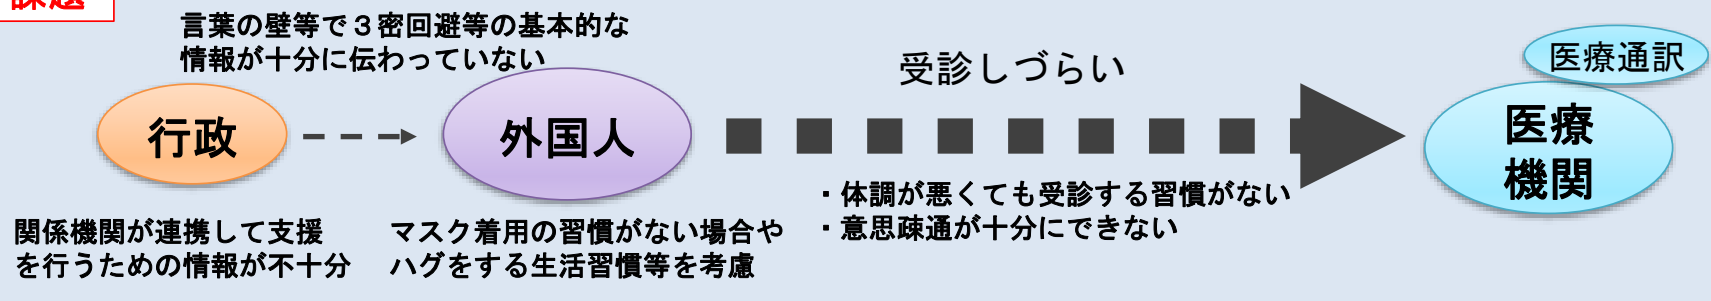 課題
言葉の壁等で３密回避等の基本的な
情報が十分に伝わっていない
受診しづらい
医療通訳
行政
外国人
医療
機関
・体調が悪くても受診する習慣がない
・意思疎通が十分にできない
関係機関が連携して支援
を行うための情報が不十分
マスク着用の習慣がない場合や
ハグをする生活習慣等を考慮